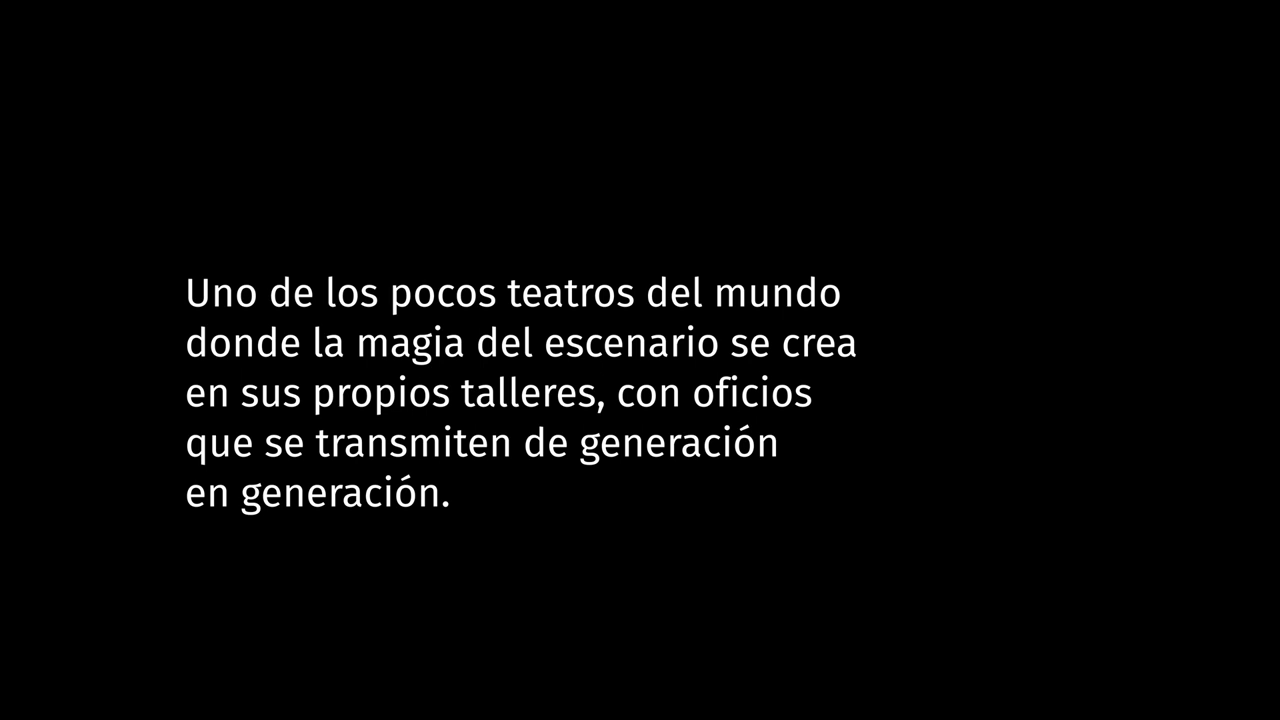 Uno de los pocos teatros del mundo
donde la magia del escenario se crea
en sus propios talleres, con oficios
que se transmiten de generación
en generación.